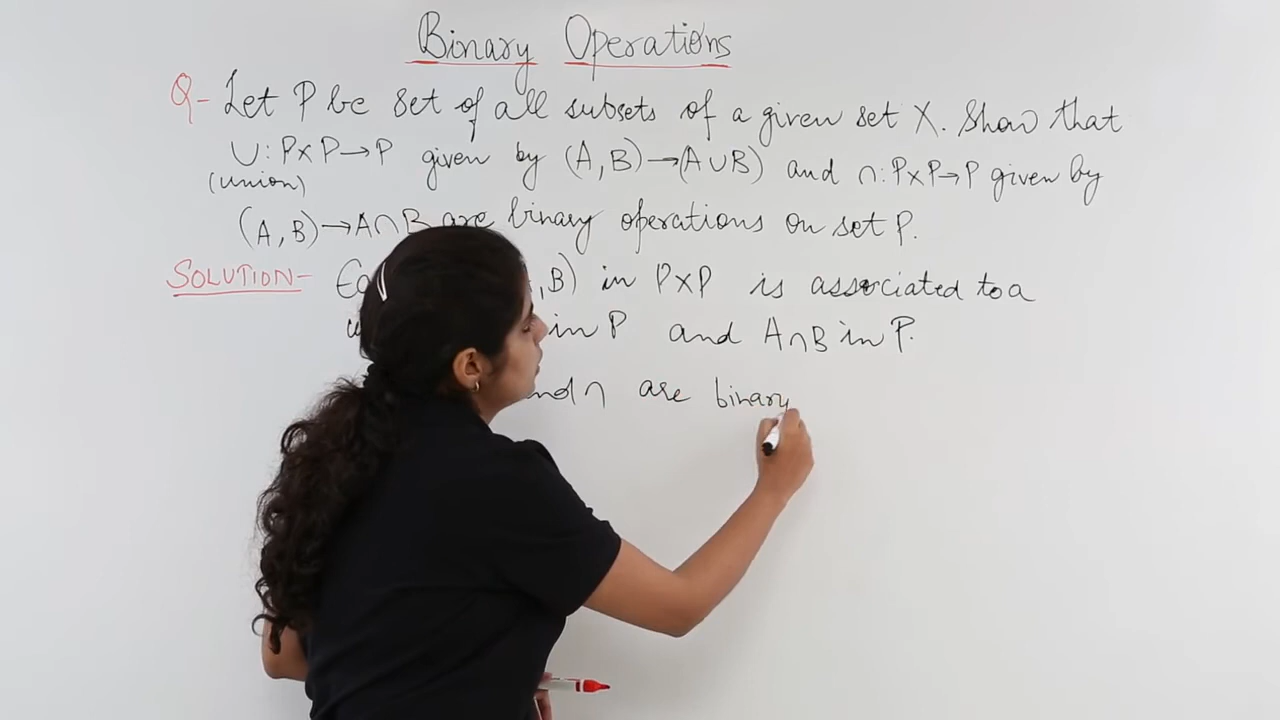 Binary Operations
Q- Let P be set of all subsets of a given set X. Show that
∪: P×P→P given by (A, B)→(A∪B) and ∩: P×P→P given by
(union)
(A, B)→A∩B are binary operations on set P.
SOLUTION- , B) in P×P is associated to a
in P and A∩B in P.
∩ are binary